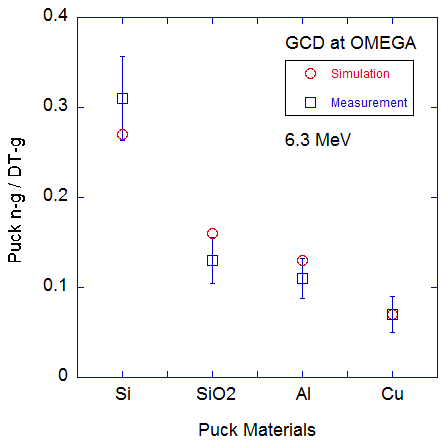 GCD at OMEGA
Simulation
Measurement
6.3 MeV
0.4
0.3
0.2
0.1
0
Puck n-g / DT-g
Si SiO2 Al Cu
Puck Materials